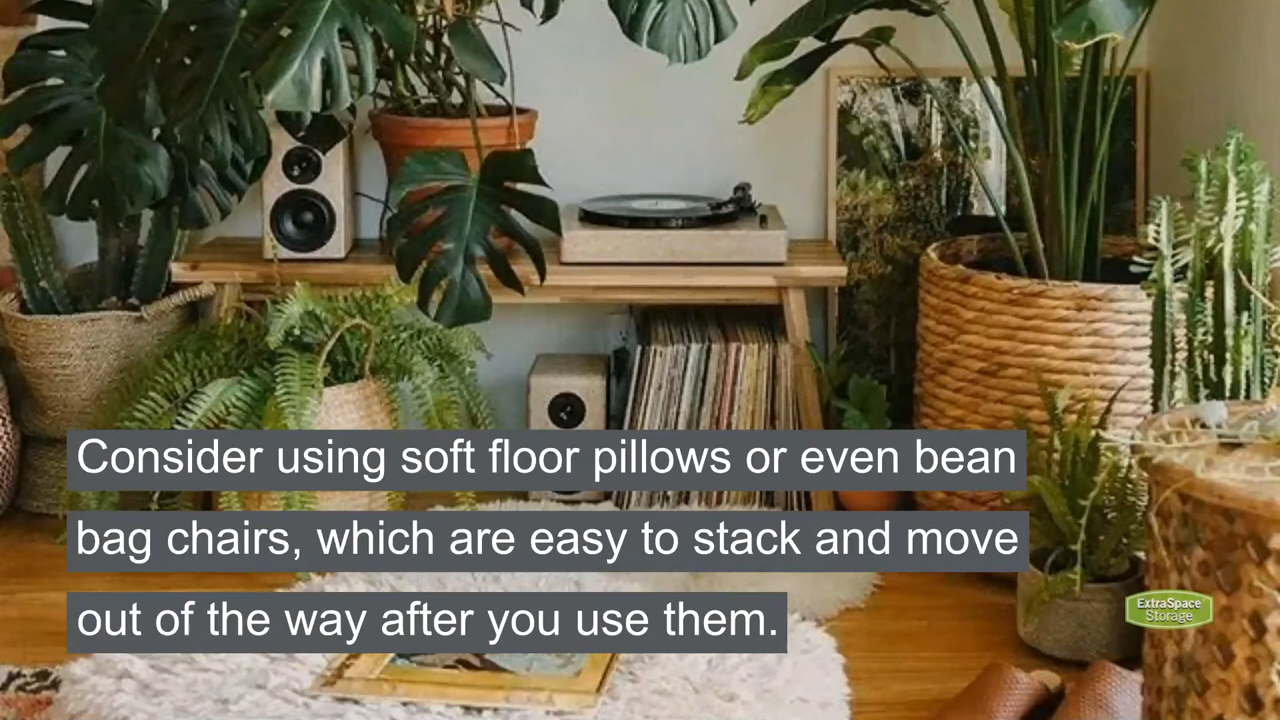 Consider using soft floor pillows or even bean
bag chairs, which are easy to stack and move
out of the way after you use them.
ExtraSpace
Storage